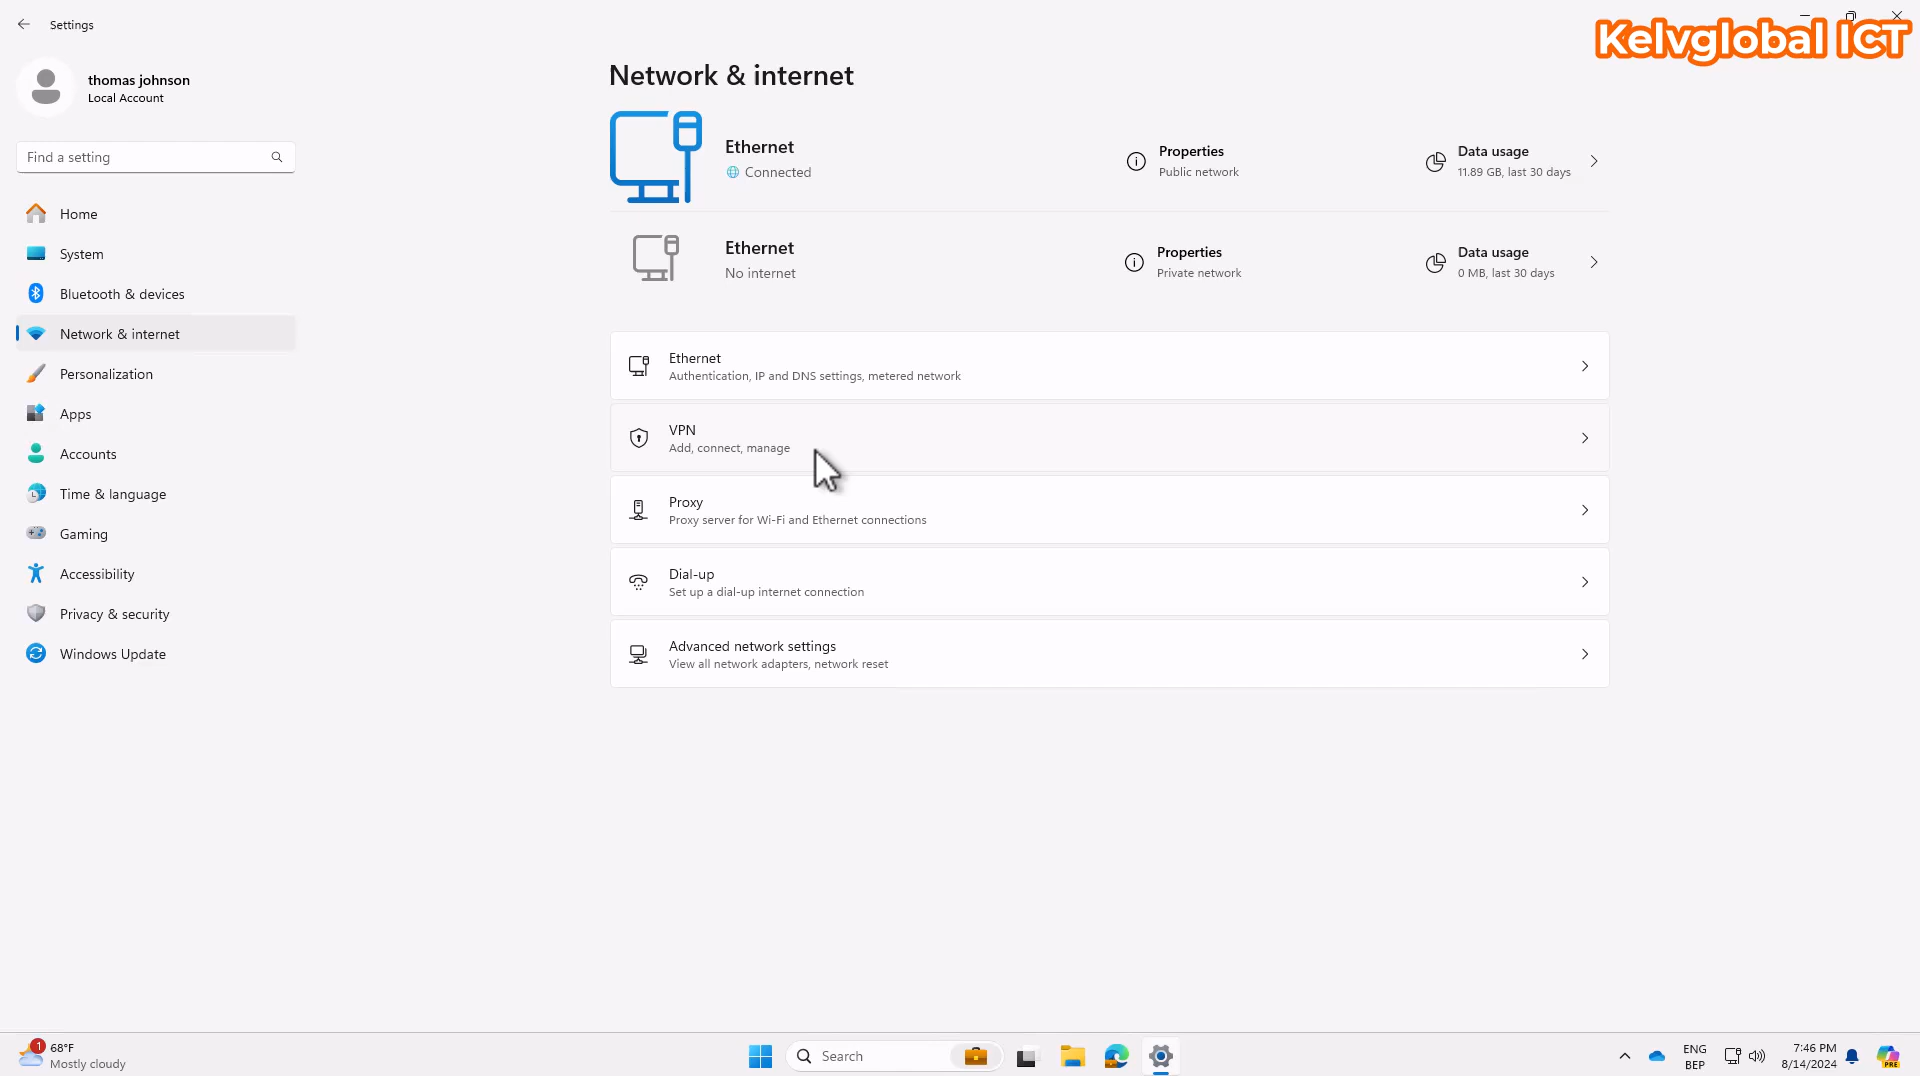 Settings
Kelvglobal ICT
thomas johnson
Local Account
Find a setting
Home
System
Bluetooth & devices
Network & internet
Personalization
Apps
Accounts
Time & language
Gaming
Accessibility
Privacy & security
Windows Update
Network & internet
Ethernet
Connected
Properties
Public network
Data usage
11.89 GB, last 30 days
Ethernet
No internet
Properties
Private network
Data usage
0 MB, last 30 days
Ethernet
Authentication, IP and DNS settings, metered network
VPN
Add, connect, manage
Proxy
Proxy server for Wi-Fi and Ethernet connections
Dial-up
Set up a dial-up internet connection
Advanced network settings
View all network adapters, network reset
1
68°F
Mostly cloudy
Search
ENG
BEP
7:46 PM
8/14/2024
PRE